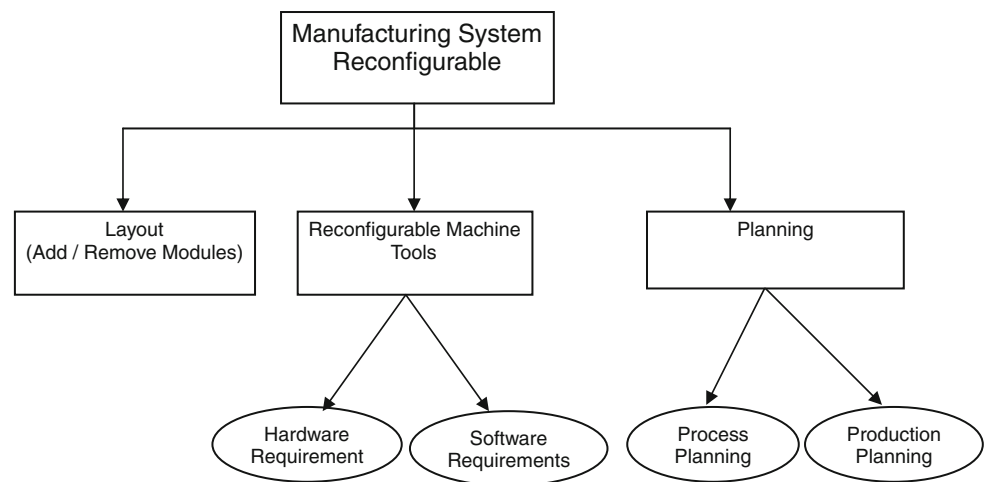 Manufacturing System
Reconfigurable
Layout
(Add / Remove Modules)
Reconfigurable Machine
Tools
Planning
Hardware
Requirement
Software
Requirements
Process
Planning
Production
Planning